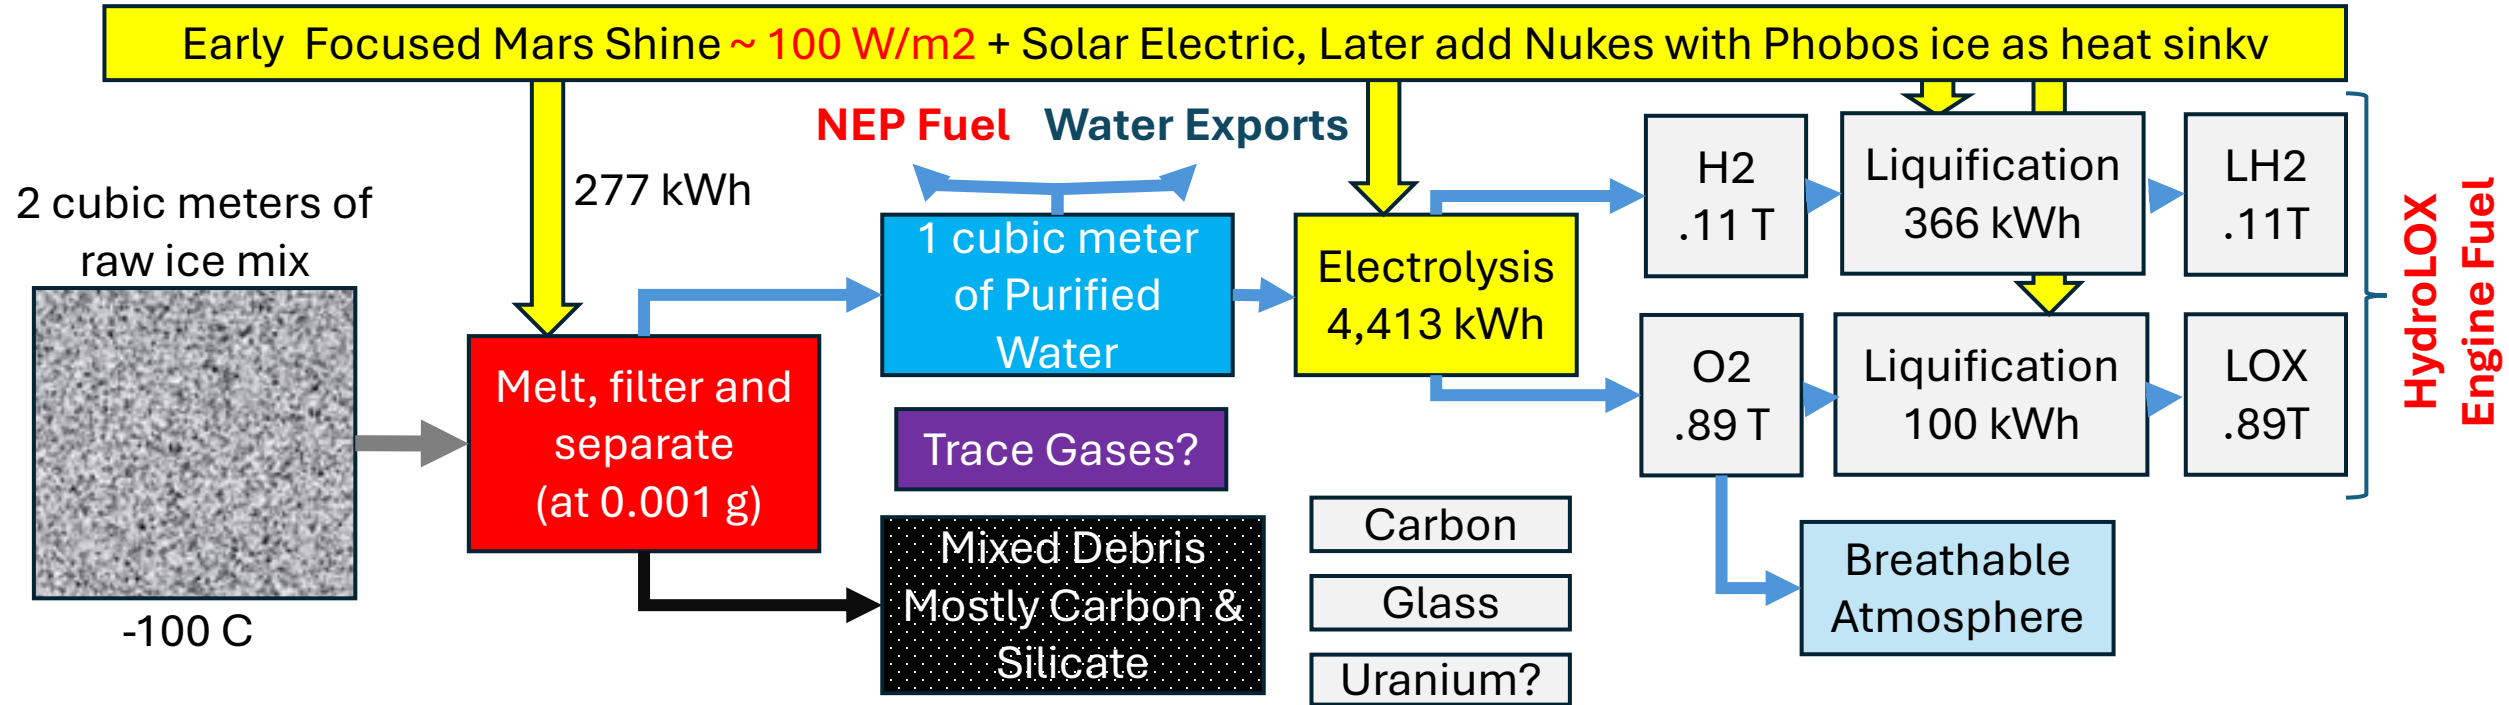 Early Focused Mars Shine ~ 100 W/m2 + Solar Electric, Later add Nukes with Phobos ice as heat sinkv
NEP Fuel
Water Exports
277 kWh
2 cubic meters of
raw ice mix
-100 C
Melt, filter and
separate
(at 0.001 g)
1 cubic meter
of Purified
Water
Trace Gases?
Mixed Debris
Mostly Carbon &
Silicate
Electrolysis
4,413 kWh
Carbon
Glass
Uranium?
H2
.11 T
Liquification
366 kWh
LH2
.11T
O2
.89 T
Liquification
100 kWh
LOX
.89T
Breathable
Atmosphere
HydroLOX
Engine Fuel